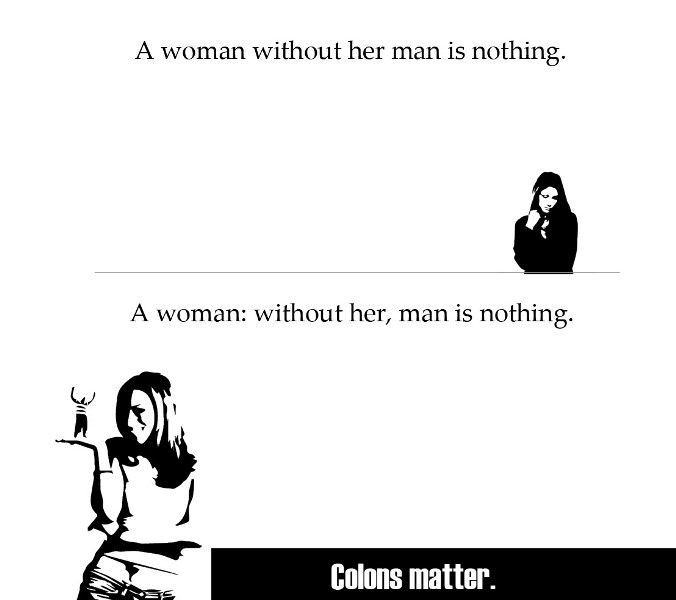 A woman without her man is nothing.
A woman: without her, man is nothing.
Colons matter.